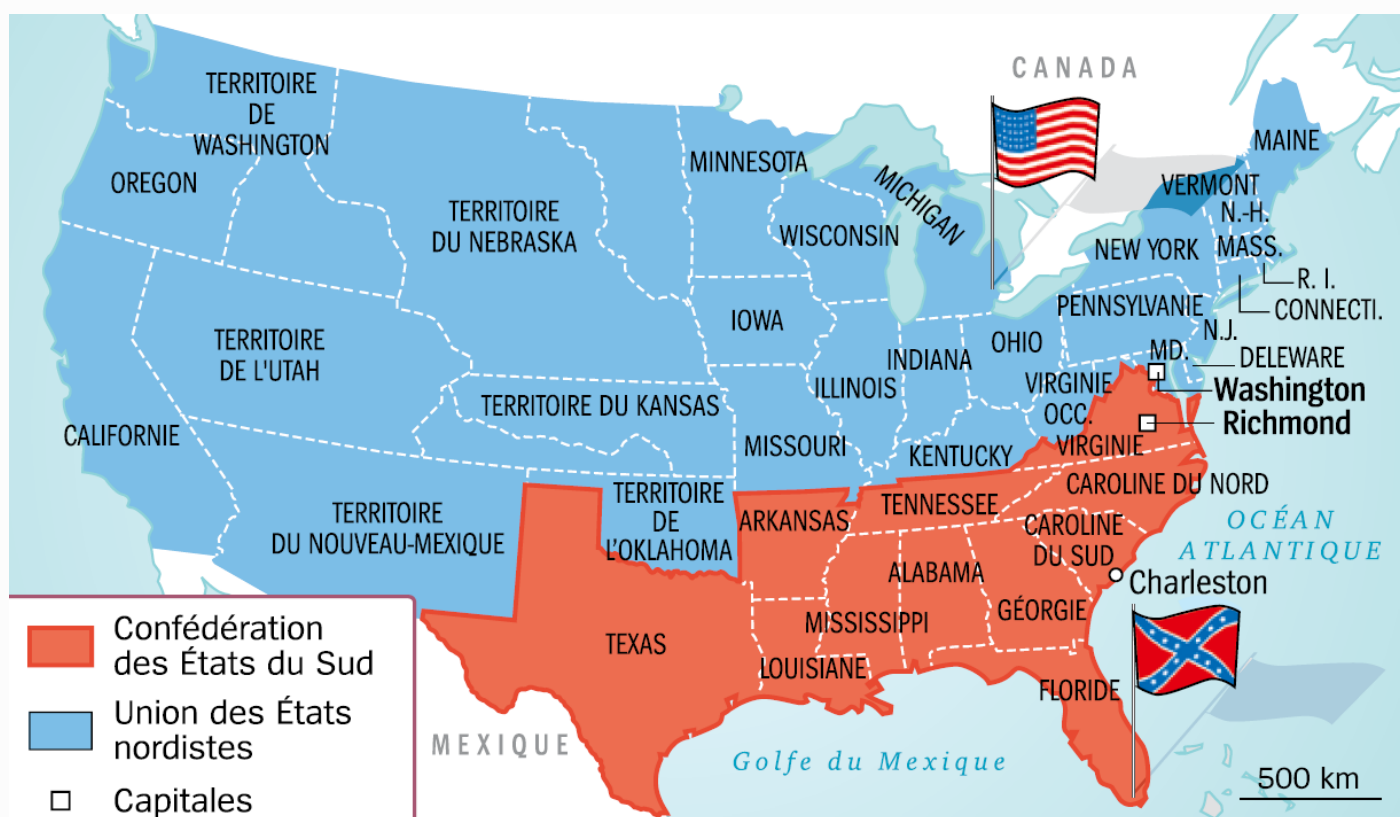 CANADA
TERRITOIRE
DE
WASHINGTON
OREGON
TERRITOIRE
DU NEBRASKA
MINNESOTA
WISCONSIN
MICHIGAN
MAINE
VERMONT
N.-H.
NEW YORK
MASS.
R. I.
CONNECTI.
PENNSYLVANIE
N.J.
IOWA
TERRITOIRE
DE L'UTAH
ILLINOIS
INDIANA
OHIO
MD.
DELEWARE
VIRGINIE
OCC.
Washington
Richmond
CALIFORNIE
TERRITOIRE DU KANSAS
MISSOURI
KENTUCKY
VIRGINIE
TERRITOIRE
DU NOUVEAU-MEXIQUE
TERRITOIRE
DE
L'OKLAHOMA
ARKANSAS
TENNESSEE
CAROLINE DU NORD
CAROLINE
DU SUD
OCÉAN
ATLANTIQUE
Charleston
ALABAMA
GÉORGIE
MISSISSIPPI
TEXAS
LOUISIANE
FLORIDE
MEXIQUE
Golfe du Mexique
500 km
Confédération
des États du Sud
Union des États
nordistes
Capitales